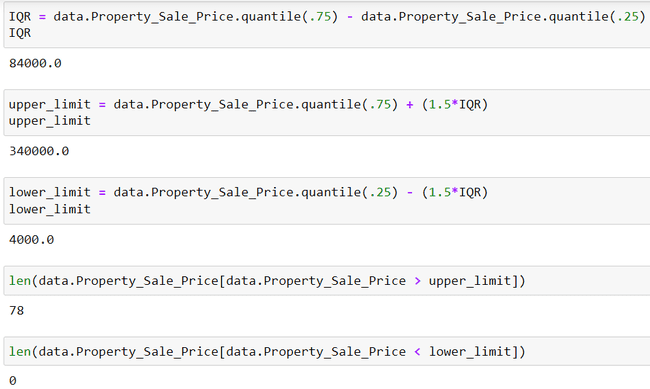 IQR = data.Property_Sale_Price.quantile(.75) - data.Property_Sale_Price.quantile(.25)
IQR
84000.0
upper_limit = data.Property_Sale_Price.quantile(.75) + (1.5*IQR)
upper_limit
340000.0
lower_limit = data.Property_Sale_Price.quantile(.25) - (1.5*IQR)
lower_limit
4000.0
len(data.Property_Sale_Price[data.Property_Sale_Price > upper_limit])
78
len(data.Property_Sale_Price[data.Property_Sale_Price < lower_limit])
0